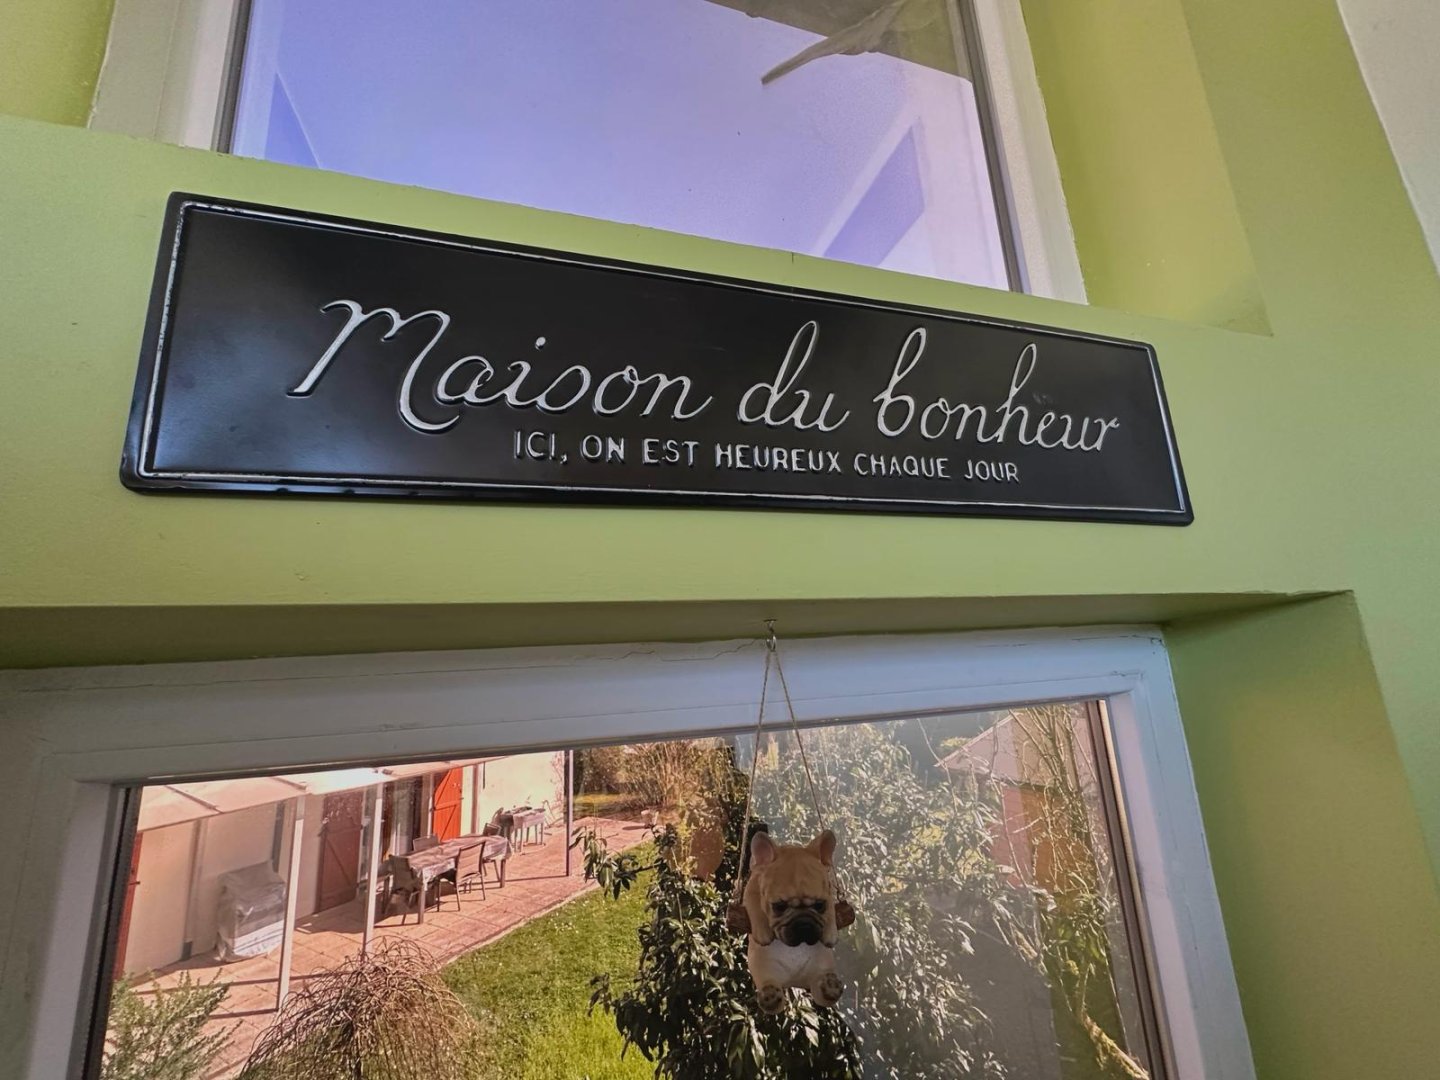 Maison du bonheur
ICI, ON EST HEUREUX CHAQUE JOUR